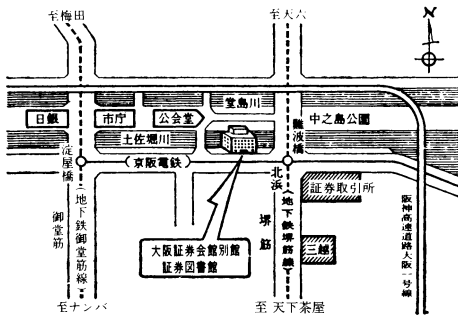 至梅田
至天六
N
堂島川
日銀
市庁
公会堂
中之島公園
土佐堀川
淀屋橋
難波橋
京阪電鉄
北浜
証券取引所
御堂筋
(地下鉄御堂筋線)
堺筋
(地下鉄堺筋線)
三越
阪神高速道路大阪一号線
大阪証券会館別館
証券図書館
至ナンバ
至天下茶屋